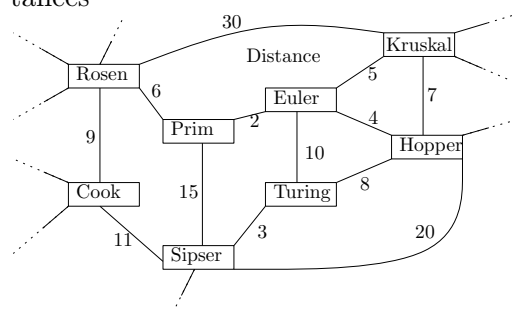 tances
30
Kruskal
Distance
Rosen
5
6
Euler
7
2
4
Prim
9
10
Hopper
15
8
Cook
Turing
11
3
20
Sipser